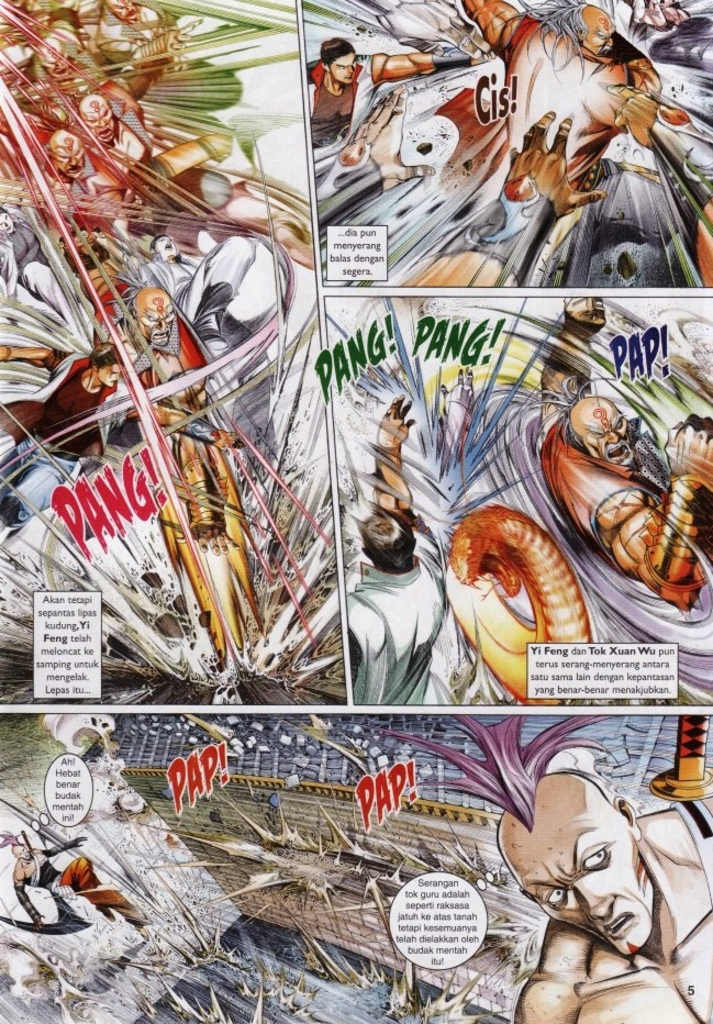 PANG!
Akan tetapi
sepantas lipas
kudung,Yi
Feng telah
meloncat ke
samping untuk
mengelak.
Lepas itu...
Cis!
...dia pun
menyerang
balas dengan
segera.
PANG! PANG!
PAP!
Yi Feng dan Tok Xuan Wu pun
terus serang-menyerang antara
satu sama lain dengan kepantasan
yang benar-benar menakjubkan.
Ah!
Hebat
benar
budak
mentah
ini!
PAP!
PAP!
Serangan
tok guru adalah
seperti raksasa
jatuh ke atas tanah
tetapi kesemuanya
telah dielakkan oleh
budak mentah
itu!
5